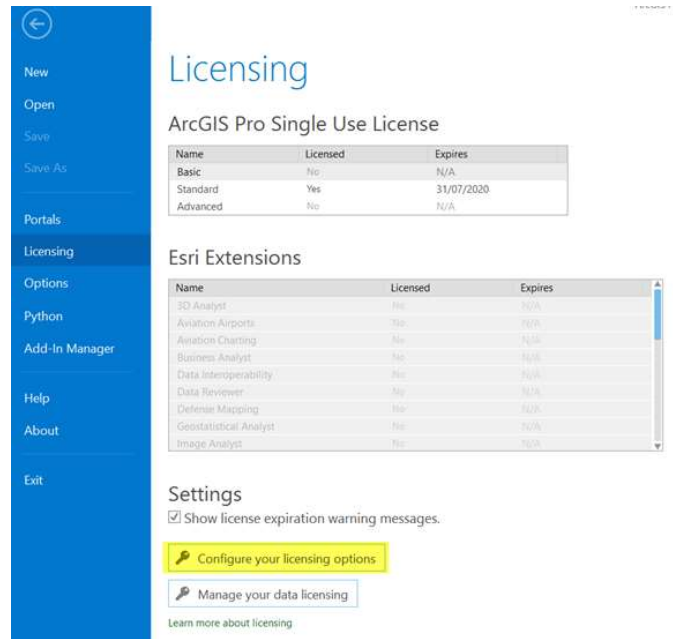 New
Open
Save
Save As
Portals
Licensing
Options
Python
Add-In Manager
Help
About
Exit
Licensing
ArcGIS Pro Single Use License
Name Licensed Expires
Basic No N/A
Standard Yes 31/07/2020
Advanced No N/A
Esri Extensions
Name Licensed Expires
3D Analyst No N/A
Aviation Airports No N/A
Aviation Charting No N/A
Business Analyst No N/A
Data Interoperability No N/A
Data Reviewer No N/A
Defense Mapping No N/A
Geostatistical Analyst No N/A
Image Analyst No N/A
Settings
Show license expiration warning messages.
Configure your licensing options
Manage your data licensing
Learn more about licensing